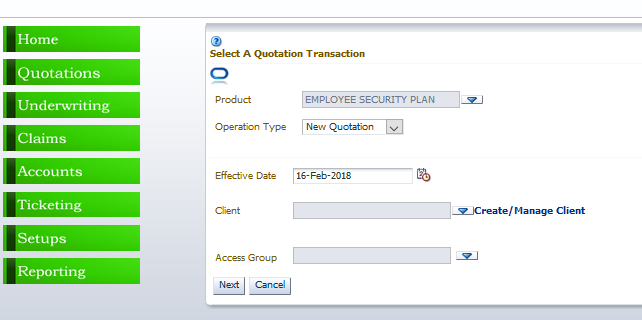 Home
Quotations
Underwriting
Claims
Accounts
Ticketing
Setups
Reporting
?
Select A Quotation Transaction
Product EMPLOYEE SECURITY PLAN
Operation Type New Quotation
Effective Date 16-Feb-2018
Client Create/Manage Client
Access Group
Next Cancel